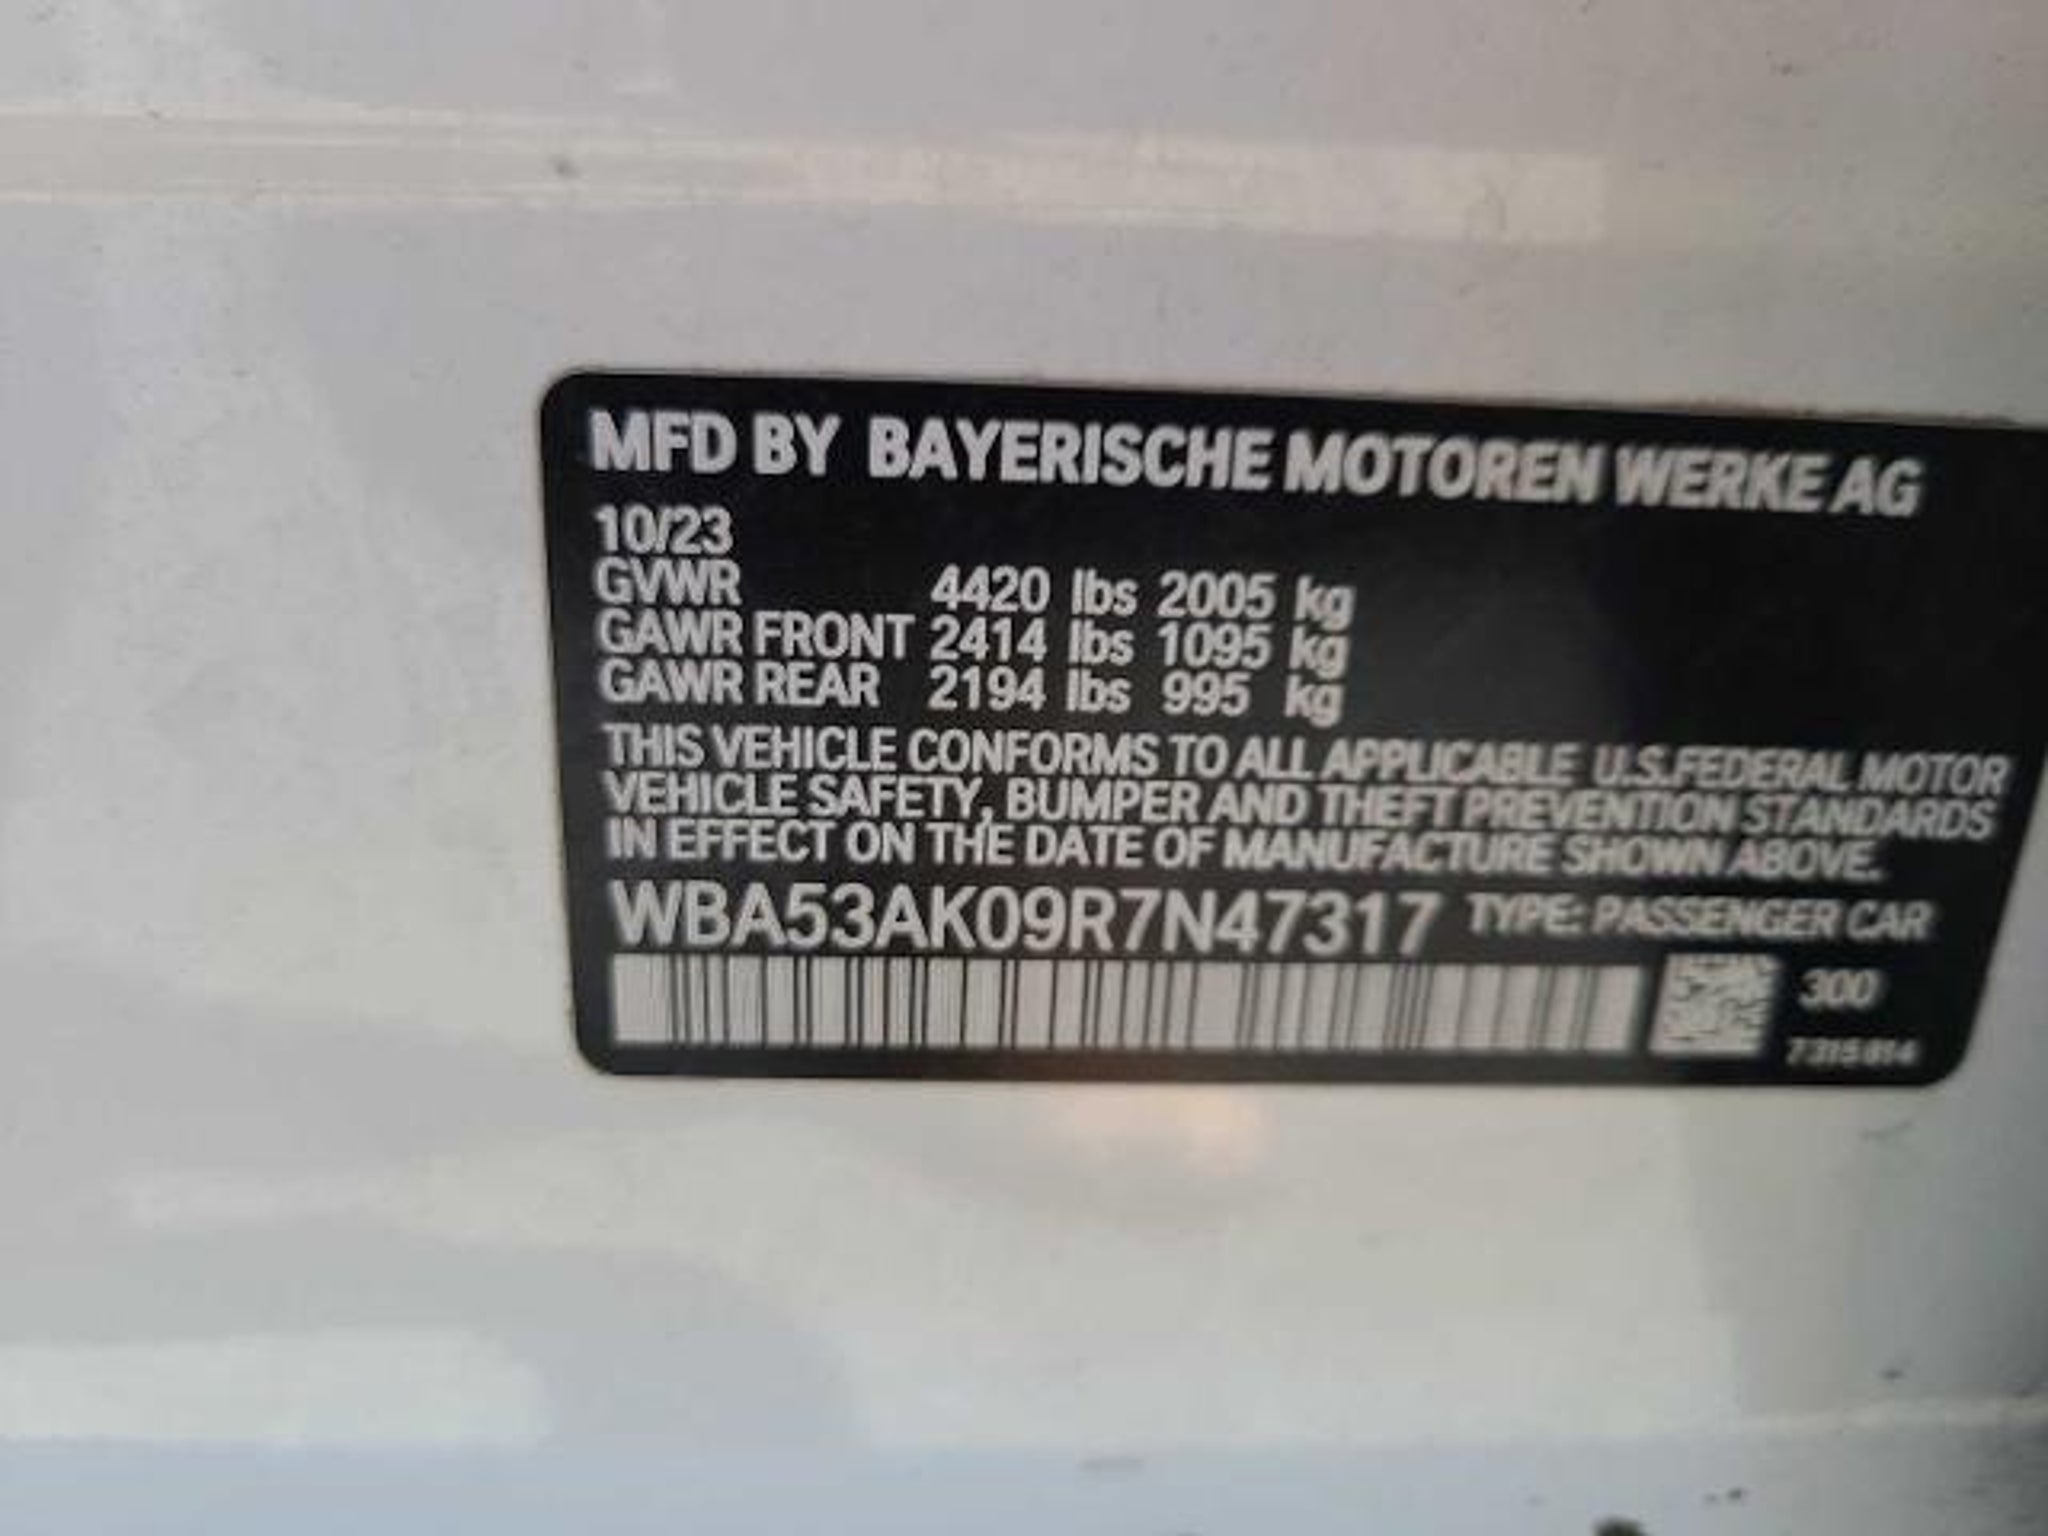 MFD BY BAYERISCHE MOTOREN WERKE AG
10/23
GVWR 4420 lbs 2005 kg
GAWR FRONT 2414 lbs 1095 kg
GAWR REAR 2194 lbs 995 kg
THIS VEHICLE CONFORMS TO ALL APPLICABLE U.S.FEDERAL MOTOR
VEHICLE SAFETY, BUMPER AND THEFT PREVENTION STANDARDS
IN EFFECT ON THE DATE OF MANUFACTURE SHOWN ABOVE.
WBA53AK09R7N47317 TYPE: PASSENGER CAR
300